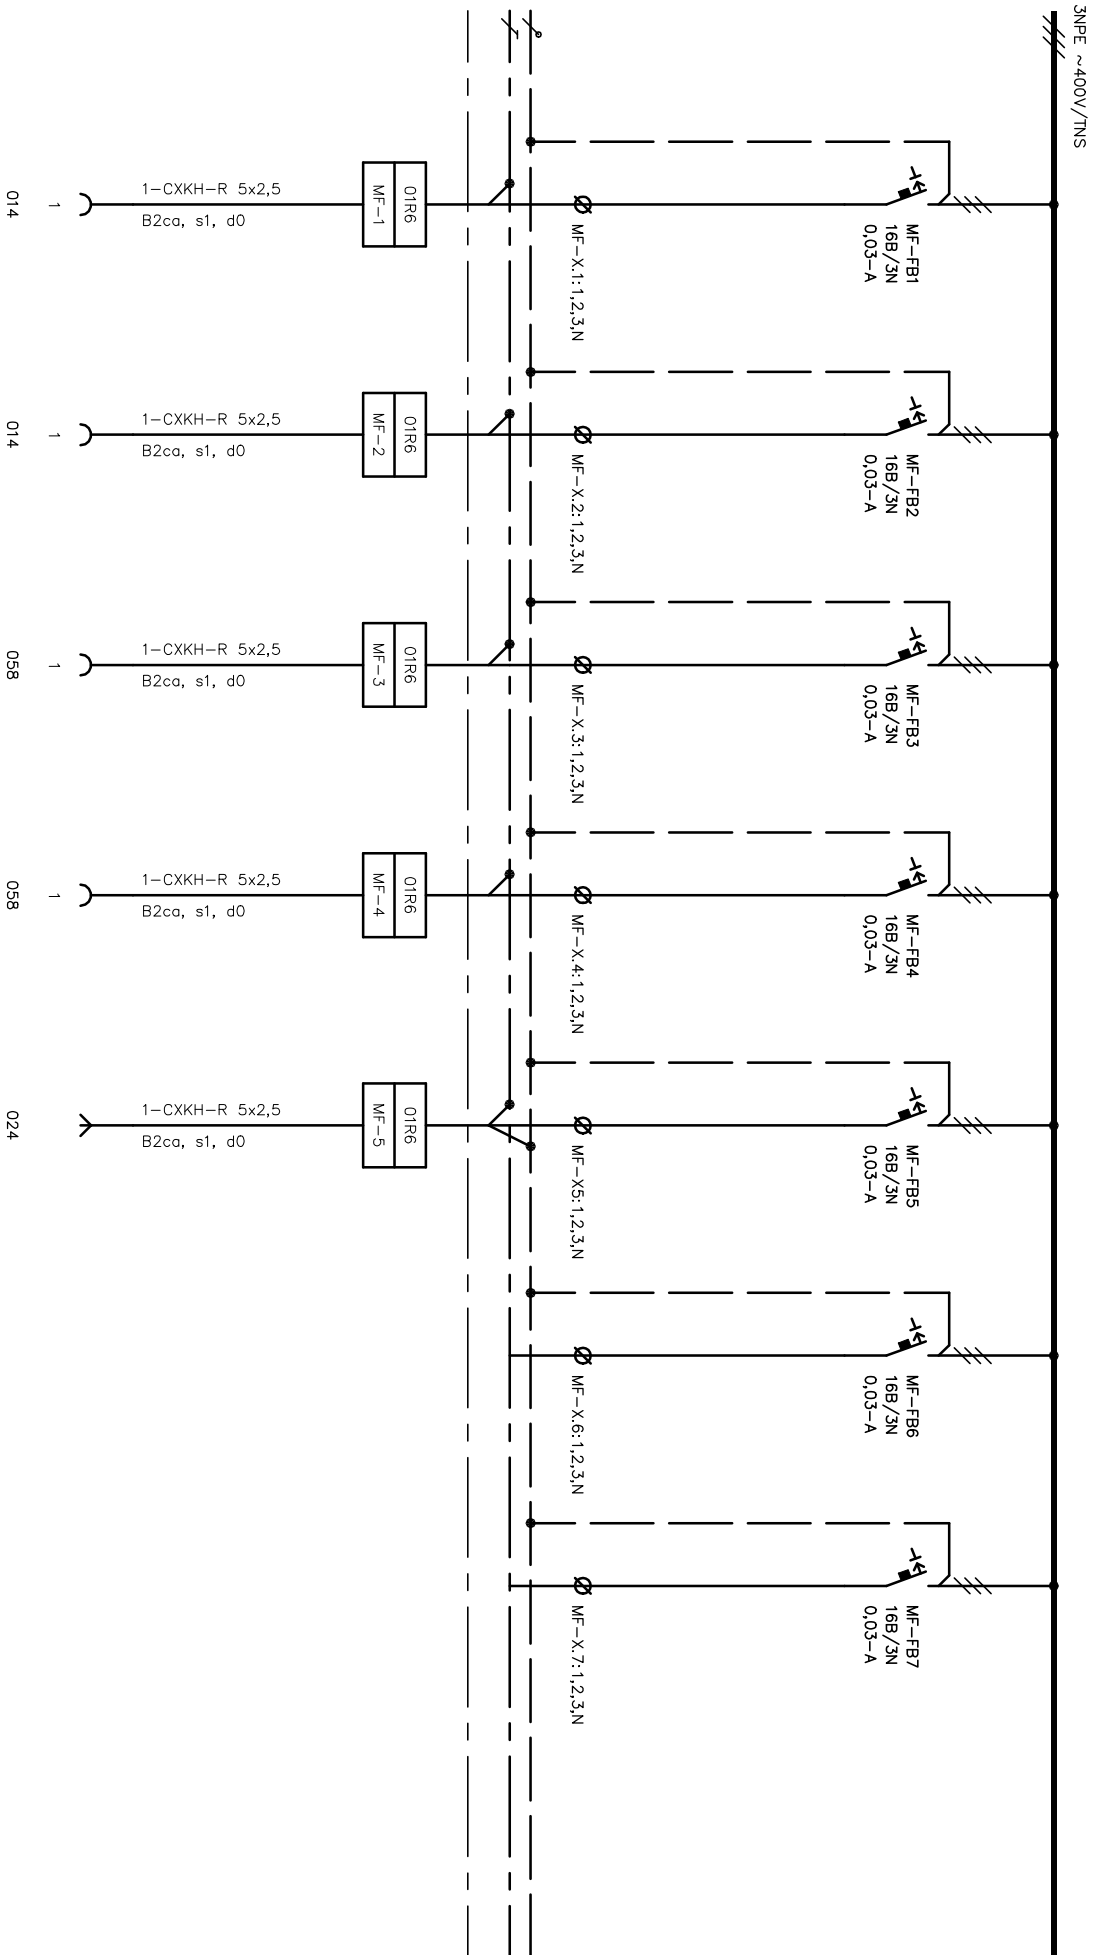 3NPE ~400V/TNS
MF-FB1
16B/3N
0,03-A
MF-X.1:1,2,3,N
01R6
MF-1
1-CXKH-R 5x2,5
B2ca, s1, d0
1
014
MF-FB2
16B/3N
0,03-A
MF-X.2:1,2,3,N
01R6
MF-2
1-CXKH-R 5x2,5
B2ca, s1, d0
1
014
MF-FB3
16B/3N
0,03-A
MF-X.3:1,2,3,N
01R6
MF-3
1-CXKH-R 5x2,5
B2ca, s1, d0
1
058
MF-FB4
16B/3N
0,03-A
MF-X.4:1,2,3,N
01R6
MF-4
1-CXKH-R 5x2,5
B2ca, s1, d0
1
058
MF-FB5
16B/3N
0,03-A
MF-X5:1,2,3,N
01R6
MF-5
1-CXKH-R 5x2,5
B2ca, s1, d0
024
MF-FB6
16B/3N
0,03-A
MF-X.6:1,2,3,N
MF-FB7
16B/3N
0,03-A
MF-X.7:1,2,3,N